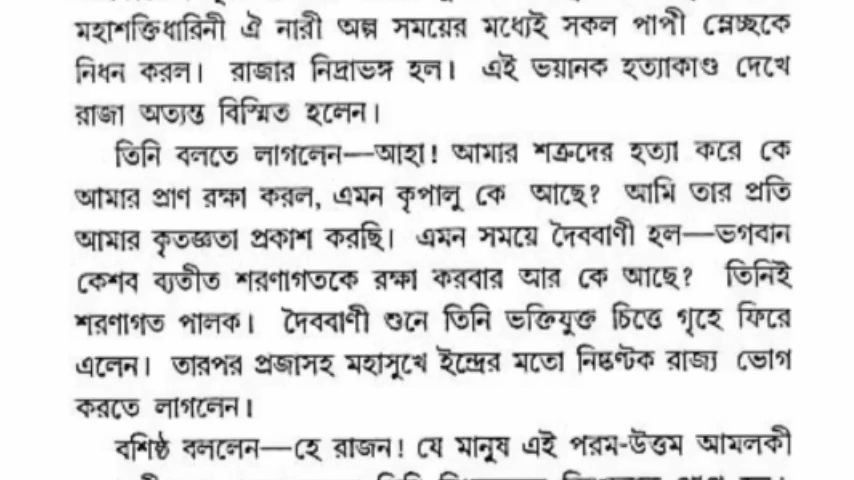 মহাশক্তিধারিনী ঐ নারী অল্প সময়ের মধ্যেই সকল পাপী ম্লেচ্ছকে
নিধন করল। রাজার নিদ্রাভঙ্গ হল। এই ভয়ানক হত্যাকাণ্ড দেখে
রাজা অত্যন্ত বিস্মিত হলেন।
তিনি বলতে লাগলেন—আহা! আমার শত্রুদের হত্যা করে কে
আমার প্রাণ রক্ষা করল, এমন কৃপালু কে আছে? আমি তার প্রতি
আমার কৃতজ্ঞতা প্রকাশ করছি। এমন সময়ে দৈববাণী হল—ভগবান
কেশব ব্যতীত শরণাগতকে রক্ষা করবার আর কে আছে? তিনিই
শরণাগত পালক। দৈববাণী শুনে তিনি ভক্তিযুক্ত চিত্তে গৃহে ফিরে
এলেন। তারপর প্রজাসহ মহাসুখে ইন্দ্রের মতো নিষ্কণ্টক রাজ্য ভোগ
করতে লাগলেন।
বশিষ্ঠ বললেন—হে রাজন! যে মানুষ এই পরম-উত্তম আমলকী